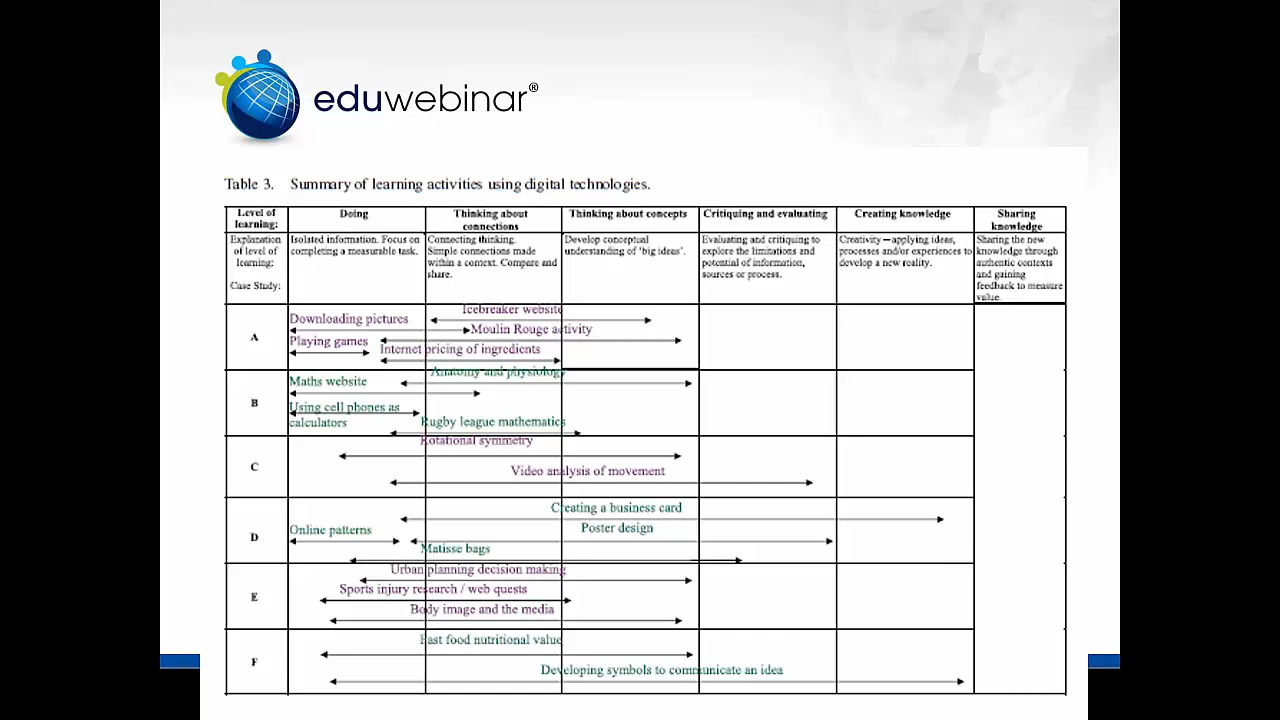 eduwebinar®
Table 3. Summary of learning activities using digital technologies.
Level of learning: Doing Thinking about connections Thinking about concepts Critiquing and evaluating Creating knowledge Sharing knowledge
Explanation of level of learning:
Case Study:
Isolated information. Focus on
completing a measurable task.
Connecting thinking.
Simple connections made
within a context. Compare and
share.
Develop conceptual
understanding of 'big ideas'.
Evaluating and critiquing to
explore the limitations and
potential of information,
sources or process.
Creativity—applying ideas,
processes and/or experiences to
develop a new reality.
Sharing the new
knowledge through
authentic contexts
and gaining
feedback to measure
value.
A
Icebreaker website
Downloading pictures
Moulin Rouge activity
Playing games
Internet pricing of ingredients
B
Anatomy and physiology
Maths website
Using cell phones as
calculators
Rugby league mathematics
C
Rotational symmetry
Video analysis of movement
D
Creating a business card
Online patterns
Poster design
Matisse bags
E
Urban planning decision making
Sports injury research / web quests
Body image and the media
F
Fast food nutritional value
Developing symbols to communicate an idea